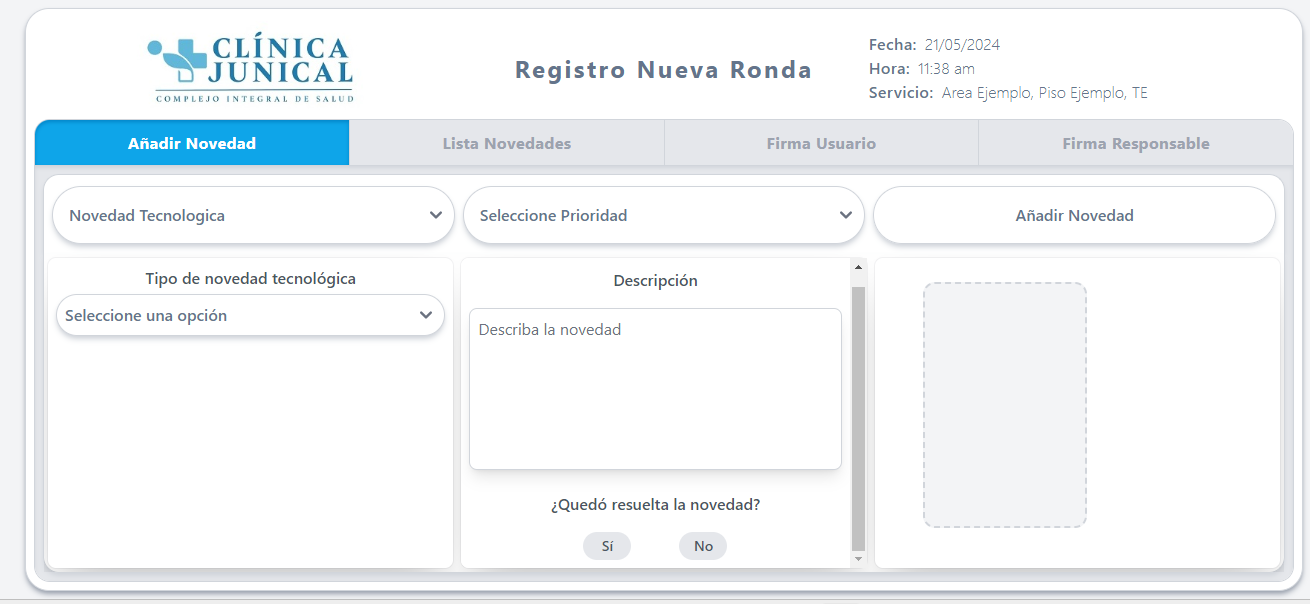 CLÍNICA
JUNICAL
COMPLEJO INTEGRAL DE SALUD
Registro Nueva Ronda
Fecha: 21/05/2024
Hora: 11:38 am
Servicio: Area Ejemplo, Piso Ejemplo, TE
Añadir Novedad
Lista Novedades
Firma Usuario
Firma Responsable
Novedad Tecnologica
Seleccione Prioridad
Añadir Novedad
Tipo de novedad tecnológica
Seleccione una opción
Descripción
Describa la novedad
¿Quedó resuelta la novedad?
Sí
No